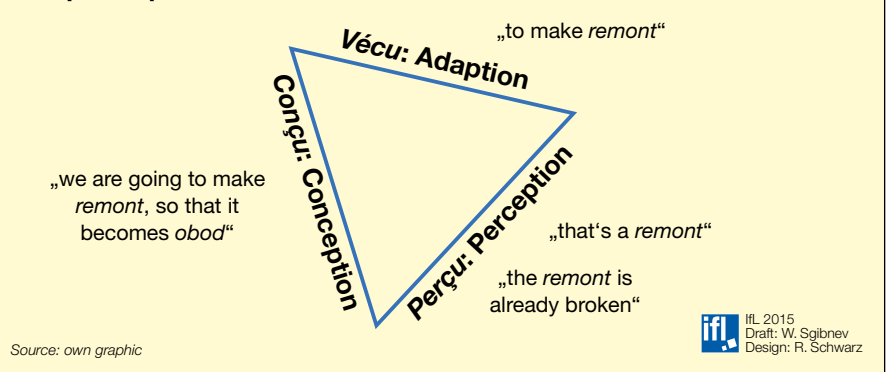 „to make remont“
Vécu: Adaption
Conçu: Conception
„we are going to make
remont, so that it
becomes obod“
Perçu: Perception
„that‘s a remont“
„the remont is
already broken“
Source: own graphic
ifl
IfL 2015
Draft: W. Sgibnev
Design: R. Schwarz